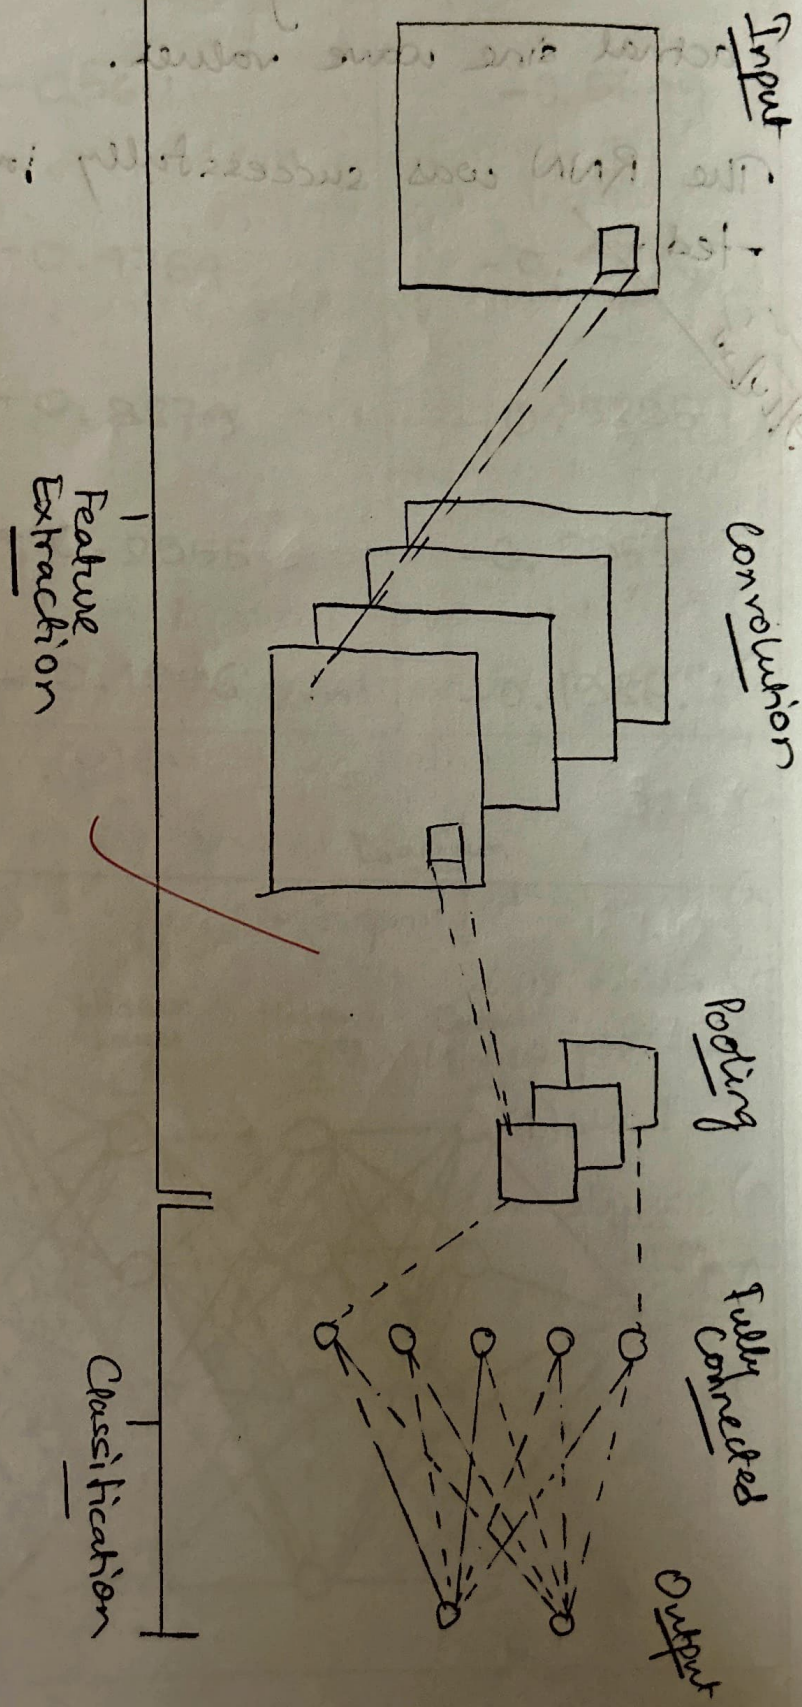 Input
Convolution
Pooling
Fully
Connected
Output
Feature
Extraction
Classification